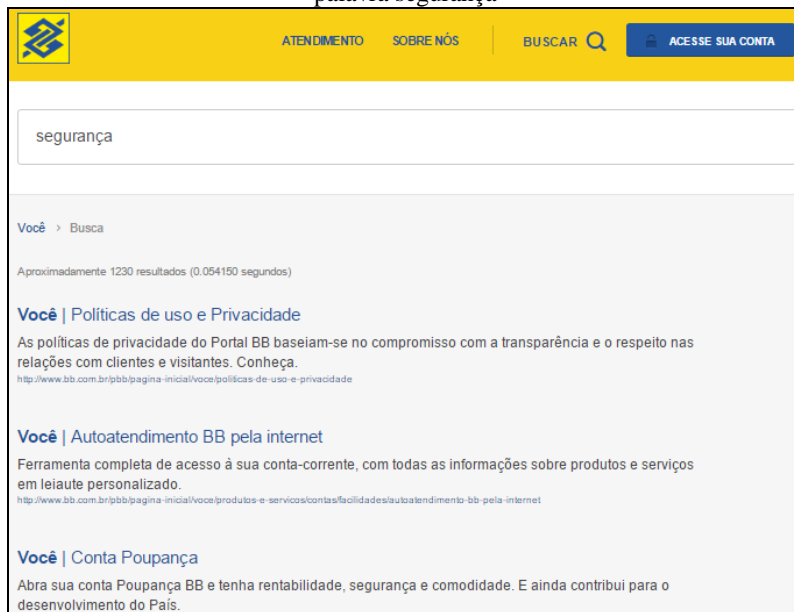 palavra segurança
ATENDIMENTO SOBRE NÓS BUSCAR ACESSE SUA CONTA
segurança
Você > Busca
Aproximadamente 1230 resultados (0.054150 segundos)
Você | Políticas de uso e Privacidade
As políticas de privacidade do Portal BB baseiam-se no compromisso com a transparência e o respeito nas
relações com clientes e visitantes. Conheça.
http://www.bb.com.br/pbb/pagina-inicial/voce/politicas-de-uso-e-privacidade
Você | Autoatendimento BB pela internet
Ferramenta completa de acesso à sua conta-corrente, com todas as informações sobre produtos e serviços
em leiaute personalizado.
http://www.bb.com.br/pbb/pagina-inicial/voce/produtos-e-servicos/contas/facilidades/autoatendimento-bb-pela-internet
Você | Conta Poupança
Abra sua conta Poupança BB e tenha rentabilidade, segurança e comodidade. E ainda contribui para o
desenvolvimento do País.